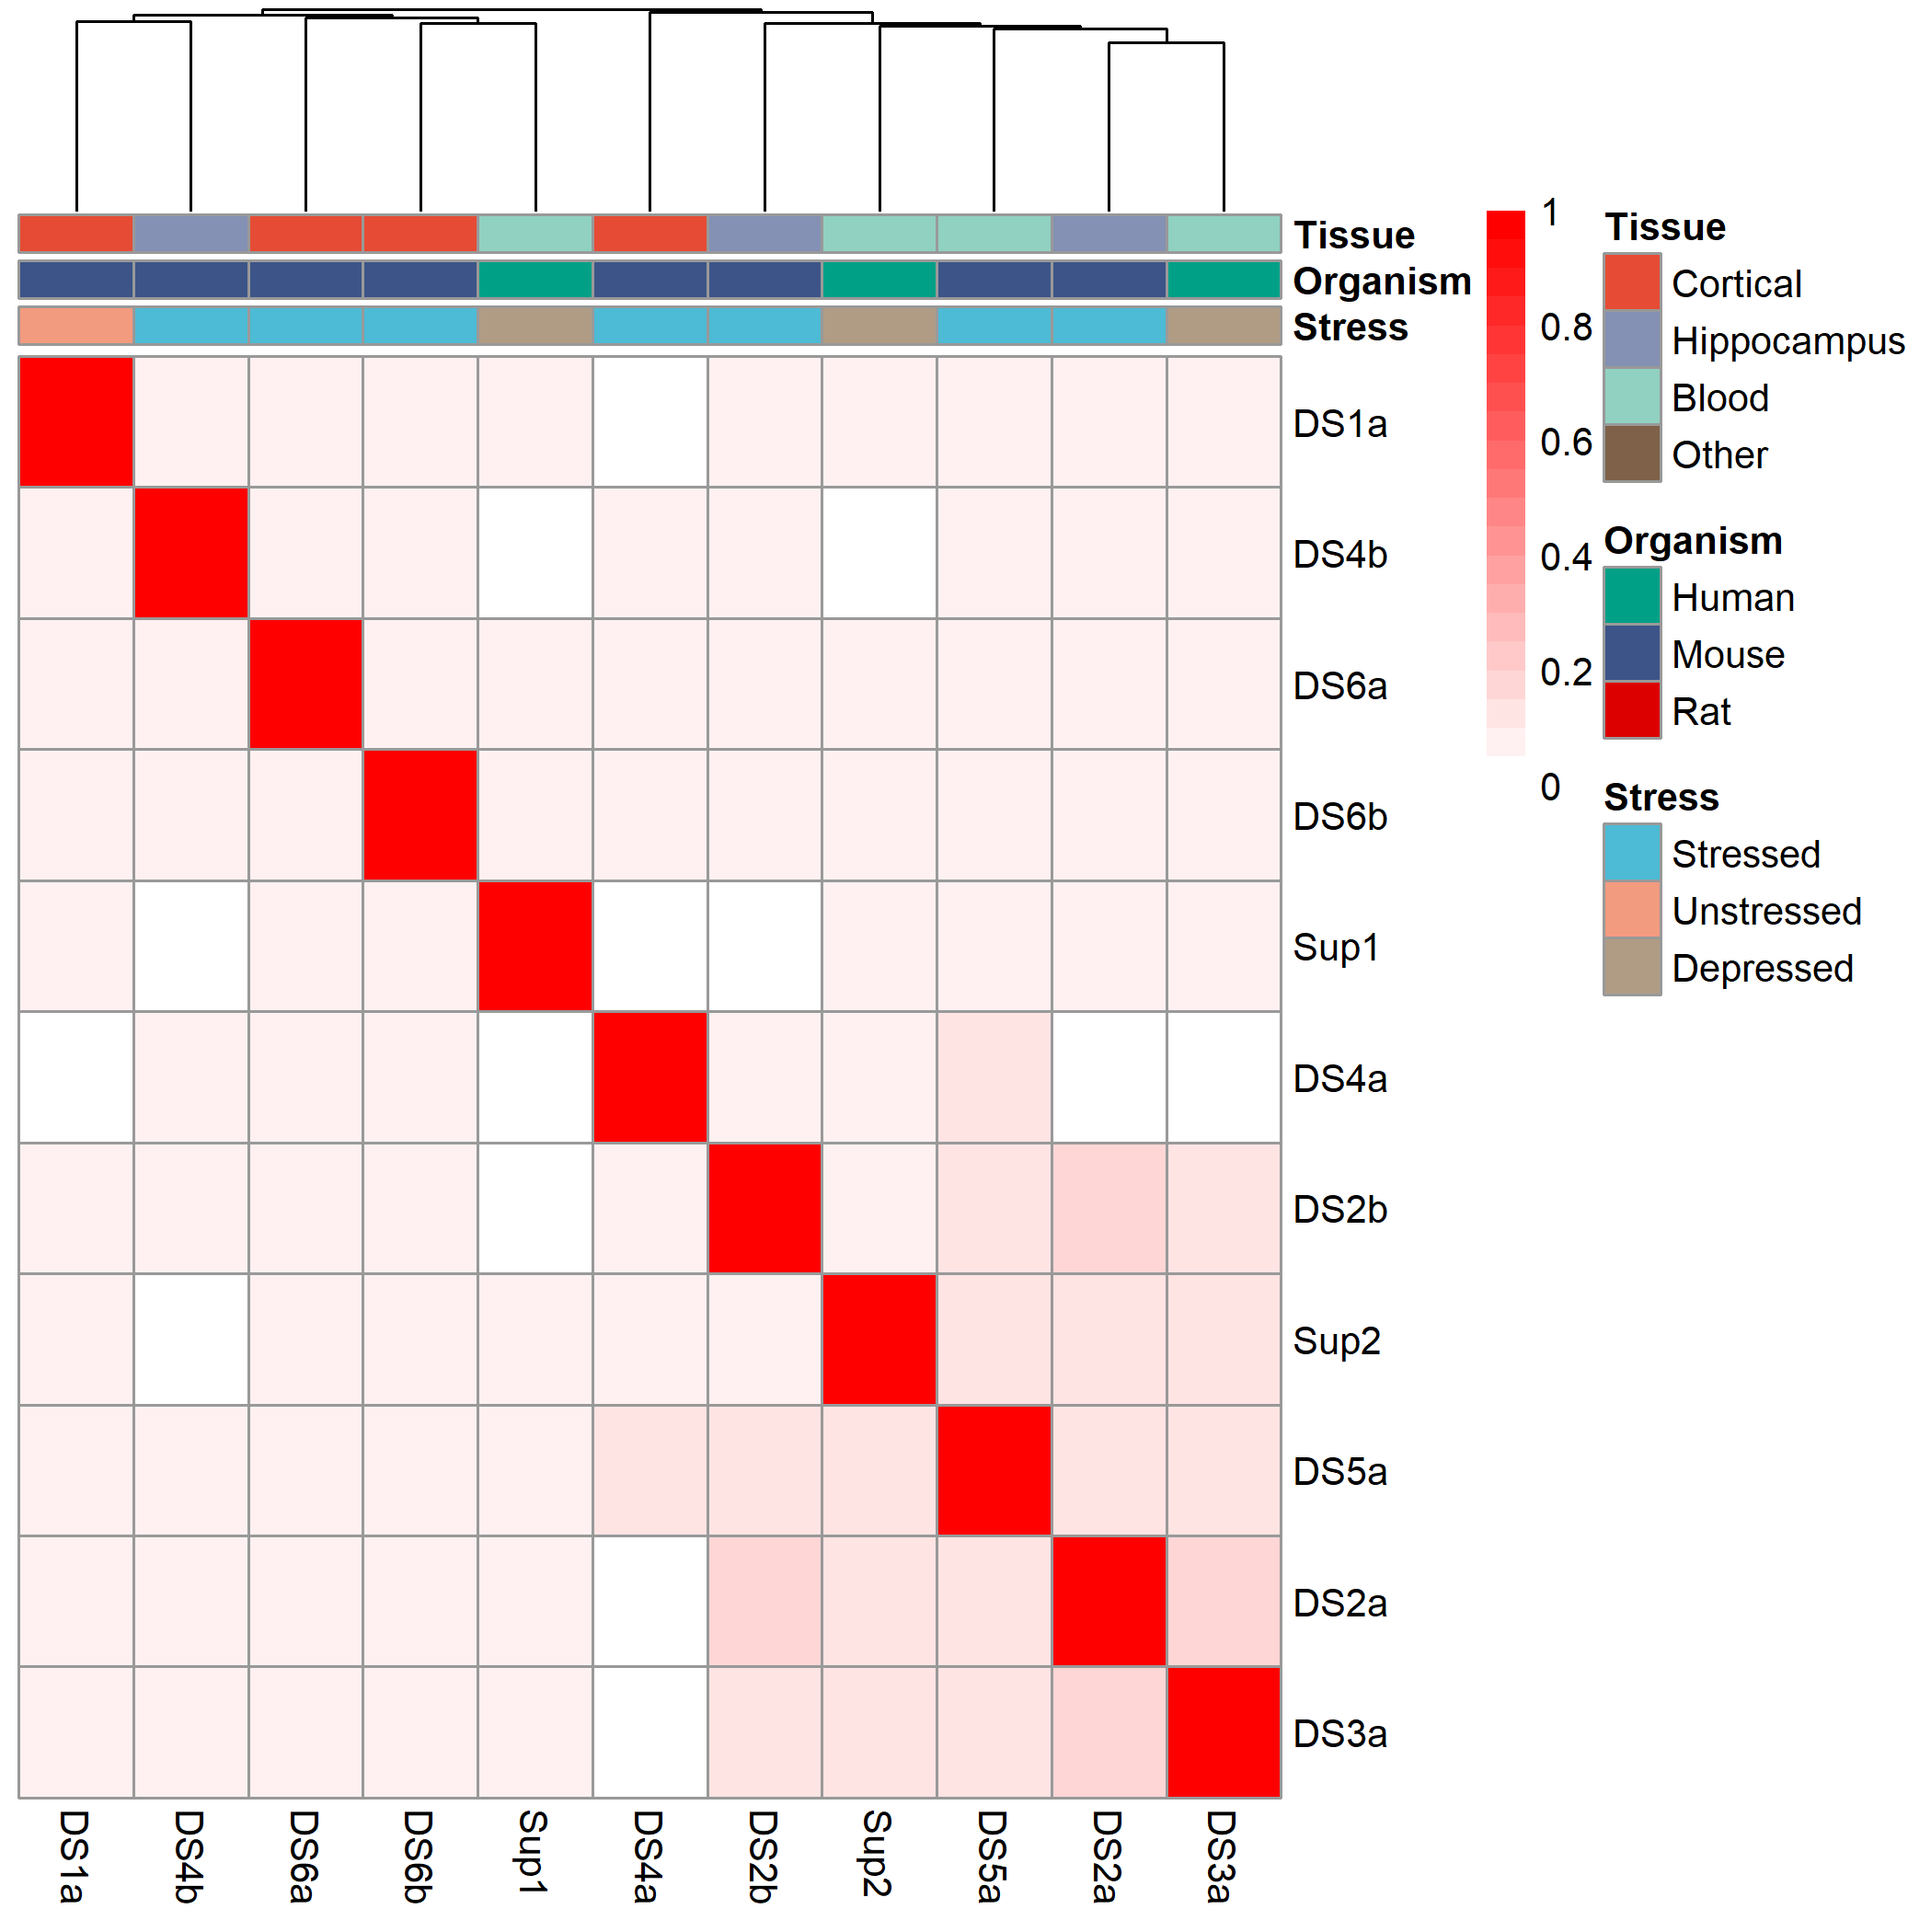 Tissue
Organism
Stress
DS1a
DS4b
DS6a
DS6b
Sup1
DS4a
DS2b
Sup2
DS5a
DS2a
DS3a
DS1a
DS4b
DS6a
DS6b
Sup1
DS4a
DS2b
Sup2
DS5a
DS2a
DS3a
1
0.8
0.6
0.4
0.2
0
Tissue
Cortical
Hippocampus
Blood
Other
Organism
Human
Mouse
Rat
Stress
Stressed
Unstressed
Depressed